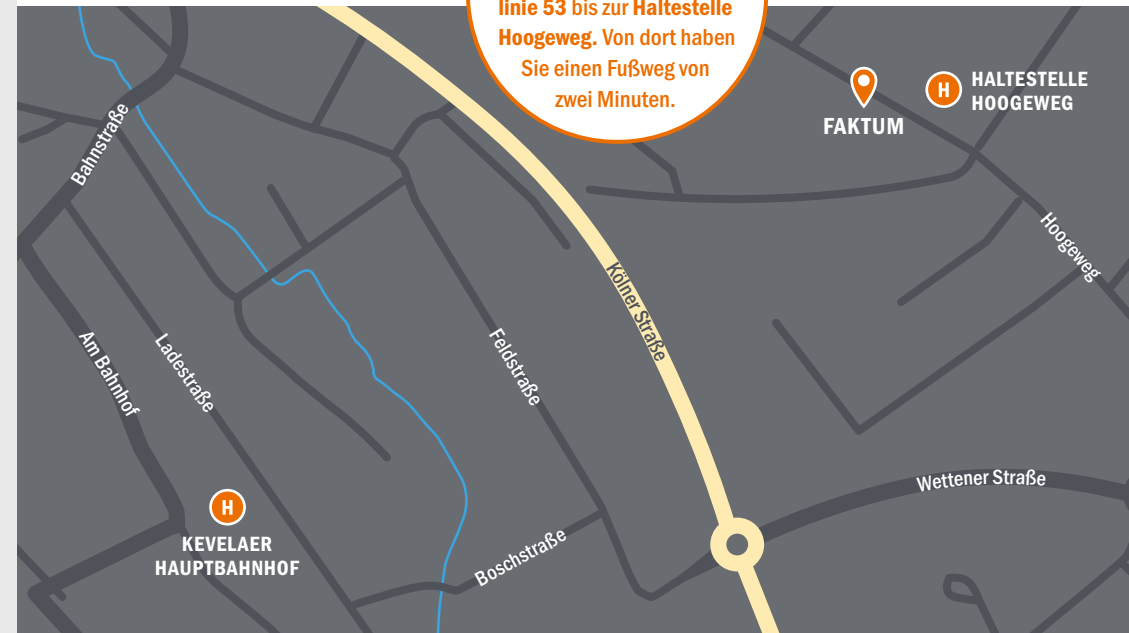 linie 53 bis zur Haltestelle
Hoogeweg. Von dort haben
Sie einen Fußweg von
zwei Minuten.
HALTESTELLE
HOOGEWEG
FAKTUM
H
Bahnstraße
Hoogeweg
Kölner Straße
Am Bahnhof
Ladestraße
Feldstraße
Wettener Straße
H
KEVELAER
HAUPTBAHNHOF
Boschstraße